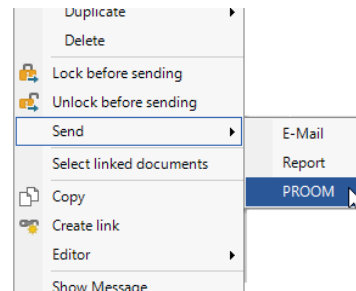 Duplicate
Delete
Lock before sending
Unlock before sending
Send
E-Mail
Select linked documents
Report
Copy
PROOM
Create link
Editor
Show Message